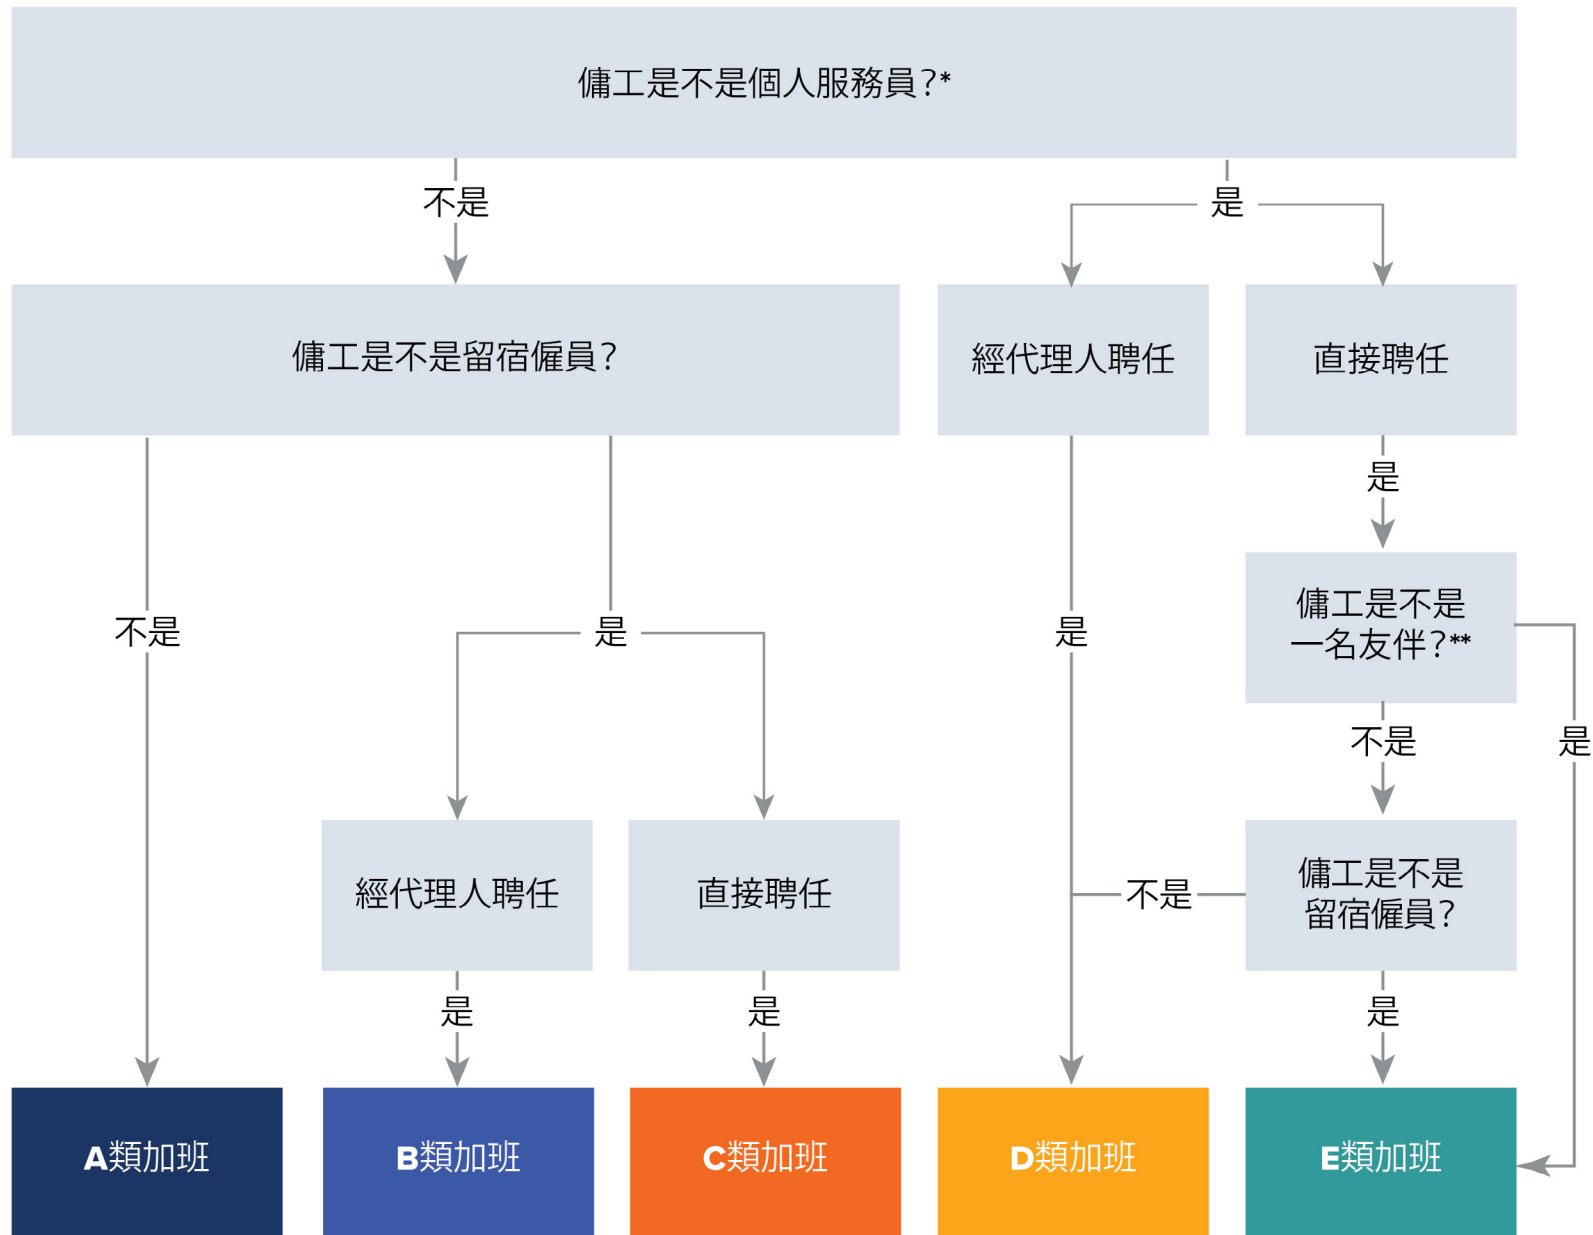 傭工是不是個人服務員？*
不是
是
傭工是不是留宿僱員？
經代理人聘任
直接聘任
是
傭工是不是
一名友伴？**
不是
是
是
不是
是
經代理人聘任
直接聘任
傭工是不是
留宿僱員？
不是
是
是
是
A類加班
B類加班
C類加班
D類加班
E類加班